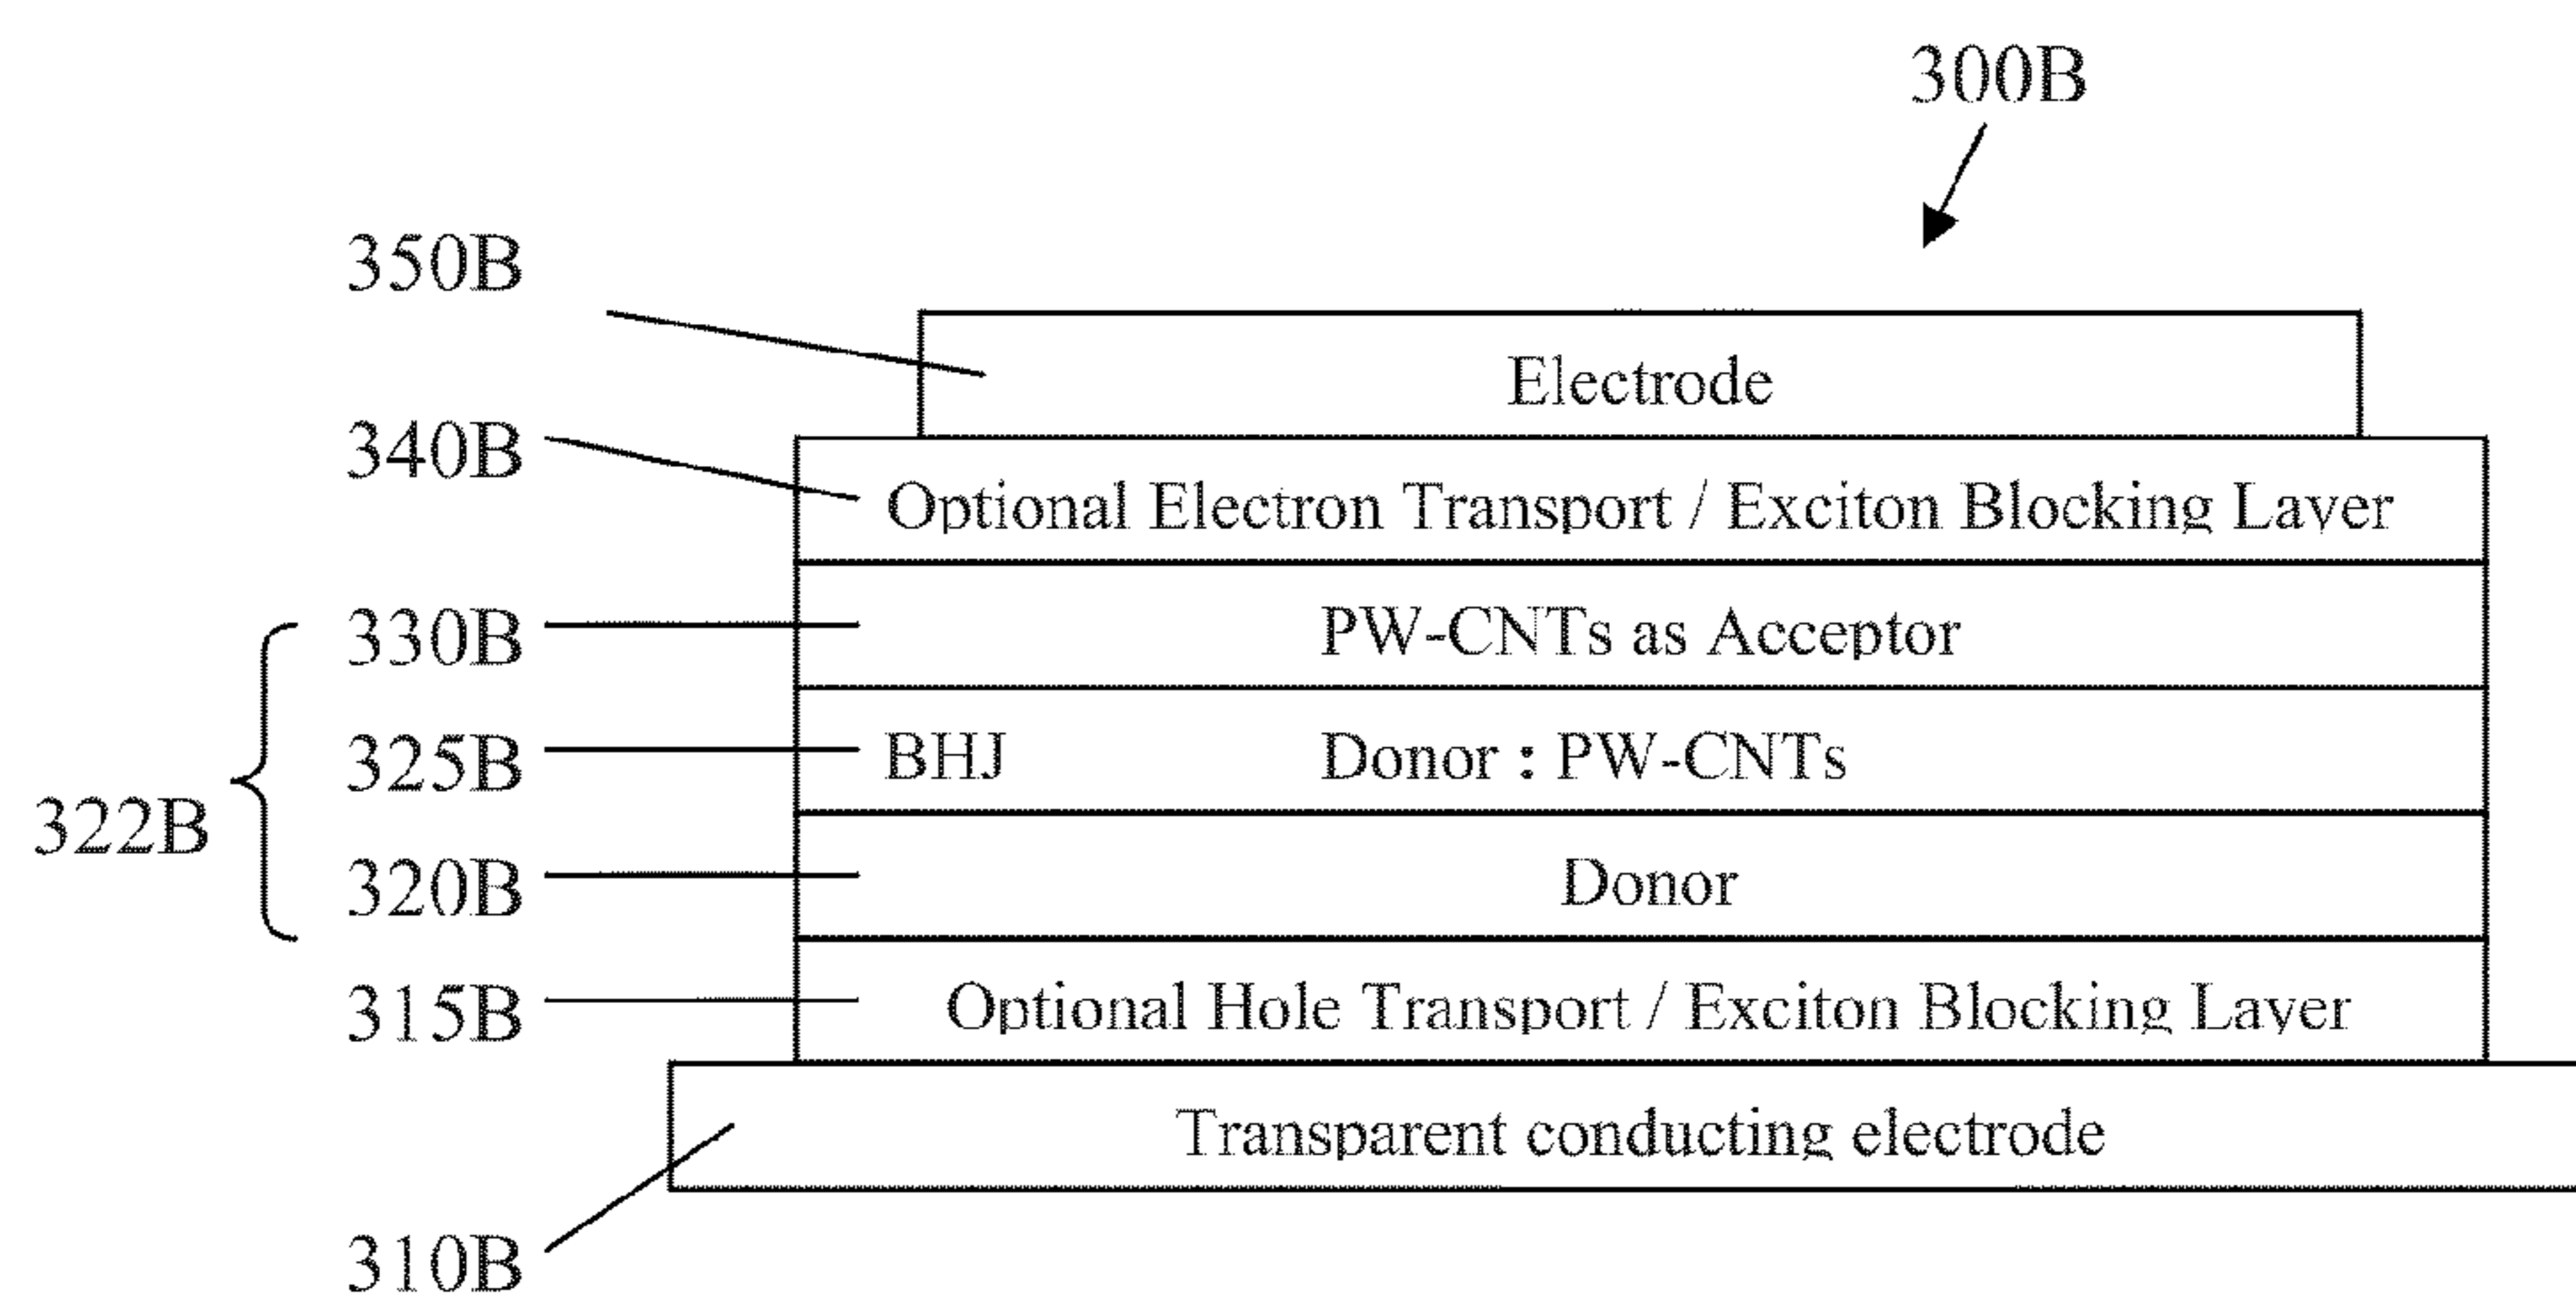 300B
350B
Electrode
340B
Optional Electron Transport / Exciton Blocking Layer
330B
PW-CNTs as Acceptor
325B
BHJ Donor : PW-CNTs
322B
320B
Donor
315B
Optional Hole Transport / Exciton Blocking Layer
Transparent conducting electrode
310B